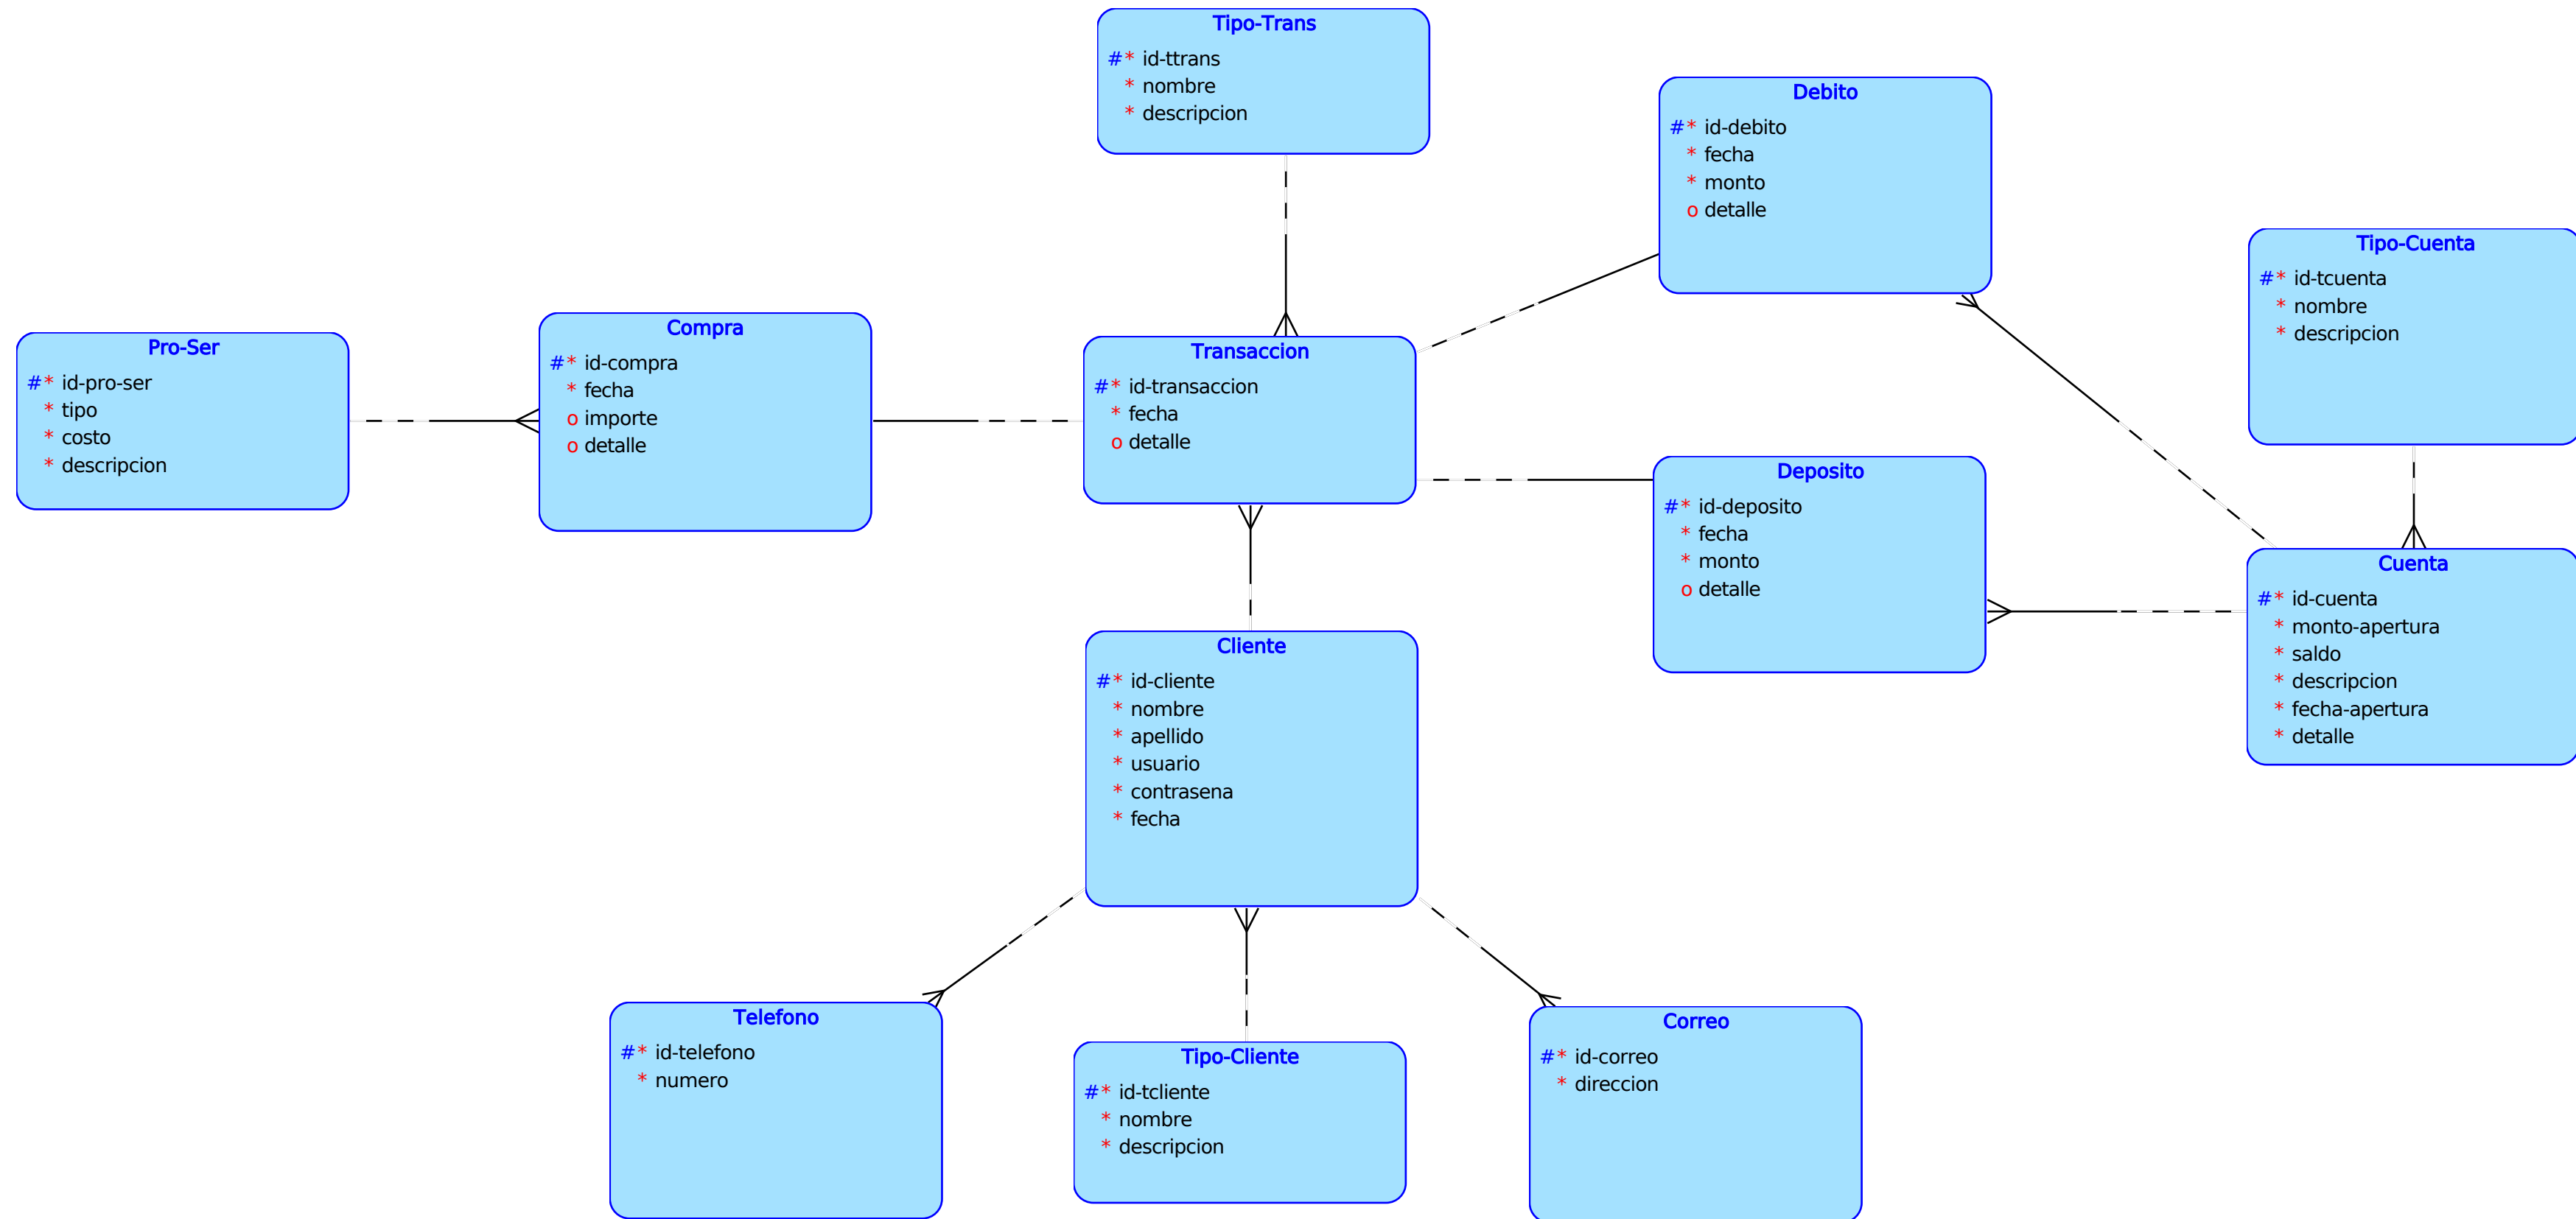 Tipo-Trans
#* id-ttrans
* nombre
* descripcion
Debito
#* id-debito
* fecha
* monto
o detalle
Tipo-Cuenta
#* id-tcuenta
* nombre
* descripcion
Pro-Ser
#* id-pro-ser
* tipo
* costo
* descripcion
Compra
#* id-compra
* fecha
o importe
o detalle
Transaccion
#* id-transaccion
* fecha
o detalle
Deposito
#* id-deposito
* fecha
* monto
o detalle
Cuenta
#* id-cuenta
* monto-apertura
* saldo
* descripcion
* fecha-apertura
* detalle
Cliente
#* id-cliente
* nombre
* apellido
* usuario
* contrasena
* fecha
Telefono
#* id-telefono
* numero
Tipo-Cliente
#* id-tcliente
* nombre
* descripcion
Correo
#* id-correo
* direccion